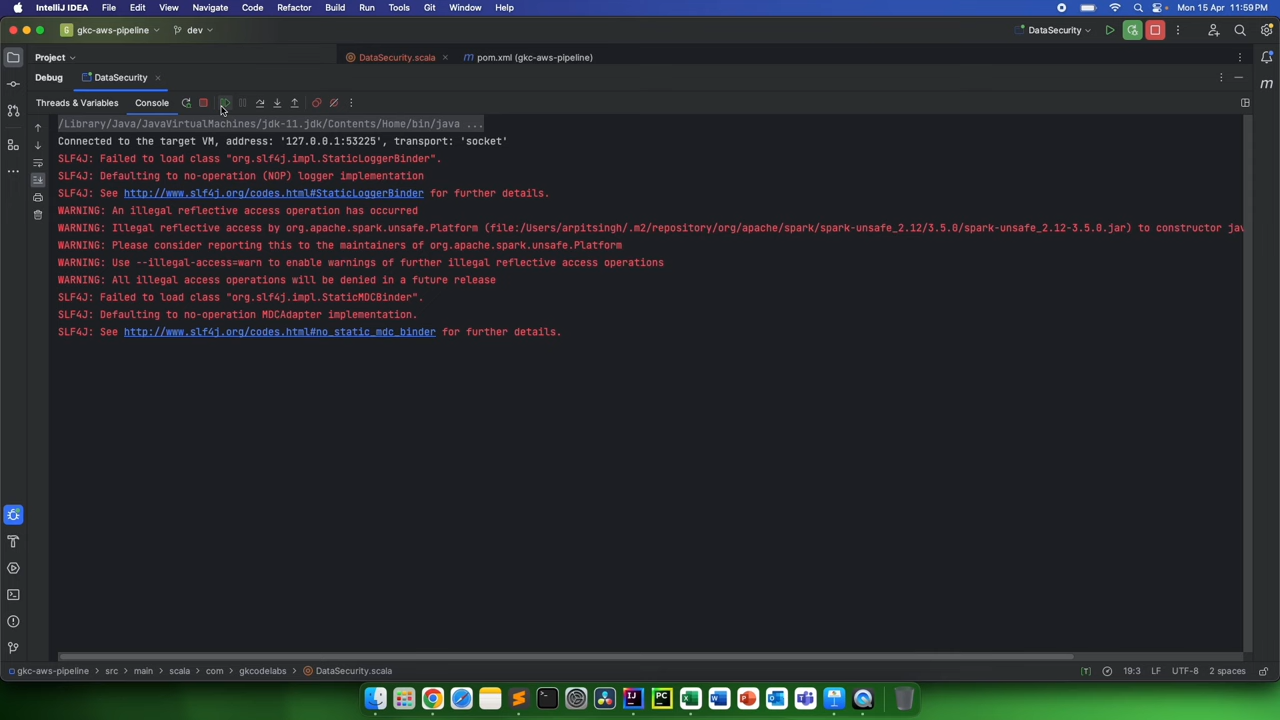 IntelliJ IDEA File Edit View Navigate Code Refactor Build Run Tools Git Window Help Mon 15 Apr 11:59 PM
G gkc-aws-pipeline dev DataSecurity
Project DataSecurity.scala m pom.xml (gkc-aws-pipeline)
Debug DataSecurity
Threads & Variables Console
/Library/Java/JavaVirtualMachines/jdk-11.jdk/Contents/Home/bin/java ...
Connected to the target VM, address: '127.0.0.1:53225', transport: 'socket'
SLF4J: Failed to load class "org.slf4j.impl.StaticLoggerBinder".
SLF4J: Defaulting to no-operation (NOP) logger implementation
SLF4J: See http://www.slf4j.org/codes.html#StaticLoggerBinder for further details.
WARNING: An illegal reflective access operation has occurred
WARNING: Illegal reflective access by org.apache.spark.unsafe.Platform (file:/Users/arpitsingh/.m2/repository/org/apache/spark/spark-unsafe_2.12/3.5.0/spark-unsafe_2.12-3.5.0.jar) to constructor jav
WARNING: Please consider reporting this to the maintainers of org.apache.spark.unsafe.Platform
WARNING: Use --illegal-access=warn to enable warnings of further illegal reflective access operations
WARNING: All illegal access operations will be denied in a future release
SLF4J: Failed to load class "org.slf4j.impl.StaticMDCBinder".
SLF4J: Defaulting to no-operation MDCAdapter implementation.
SLF4J: See http://www.slf4j.org/codes.html#no_static_mdc_binder for further details.
gkc-aws-pipeline > src > main > scala > com > gkcodelabs > DataSecurity.scala [T] 19:3 LF UTF-8 2 spaces